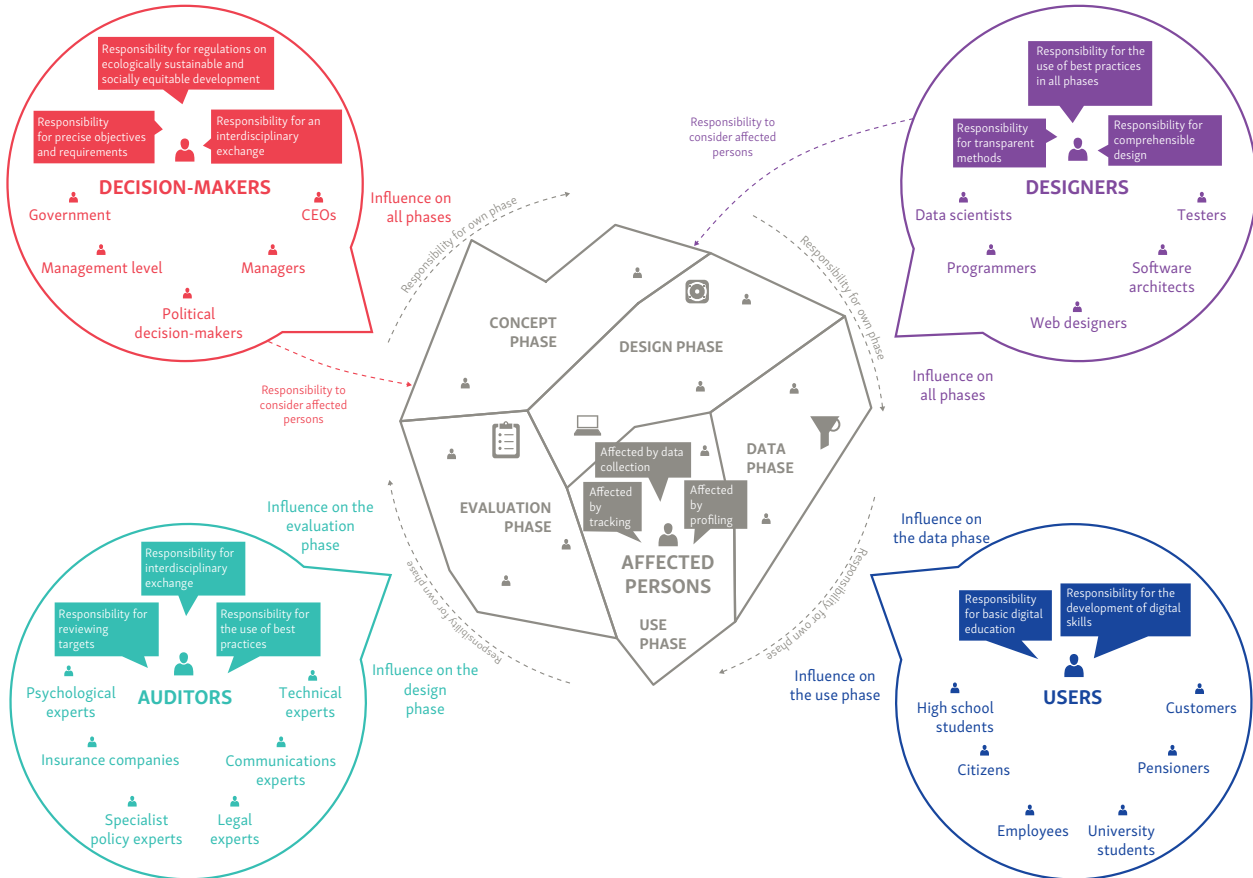 Responsibility for regulations on
ecologically sustainable and
socially equitable development
Responsibility
for precise objectives
and requirements
Responsibility for an
interdisciplinary
exchange
DECISION-MAKERS
Government
CEOs
Management level
Managers
Political
decision-makers
Influence on
all phases
Responsibility to
consider affected
persons
Responsibility for own phase
Responsibility to
consider affected
persons
Responsibility for the
use of best practices
in all phases
Responsibility
for transparent
methods
Responsibility for
comprehensible
design
DESIGNERS
Data scientists
Testers
Programmers
Software
architects
Web designers
Influence on
all phases
Responsibility for own phase
CONCEPT
PHASE
DESIGN PHASE
DATA
PHASE
EVALUATION
PHASE
Affected by data
collection
Affected
by
tracking
Affected
by
profiling
AFFECTED
PERSONS
USE
PHASE
Responsibility for own phase
Responsibility for own phase
Responsibility for own phase
Responsibility for own phase
Influence on the
evaluation
phase
Responsibility for
interdisciplinary
exchange
Responsibility for
reviewing
targets
Responsibility for
the use of best
practices
AUDITORS
Psychological
experts
Technical
experts
Insurance companies
Communications
experts
Specialist
policy experts
Legal
experts
Influence on the
design
phase
Influence on
the data phase
Responsibility
for basic digital
education
Responsibility for the
development of digital
skills
USERS
High school
students
Customers
Citizens
Pensioners
Employees
University
students
Influence on
the use phase